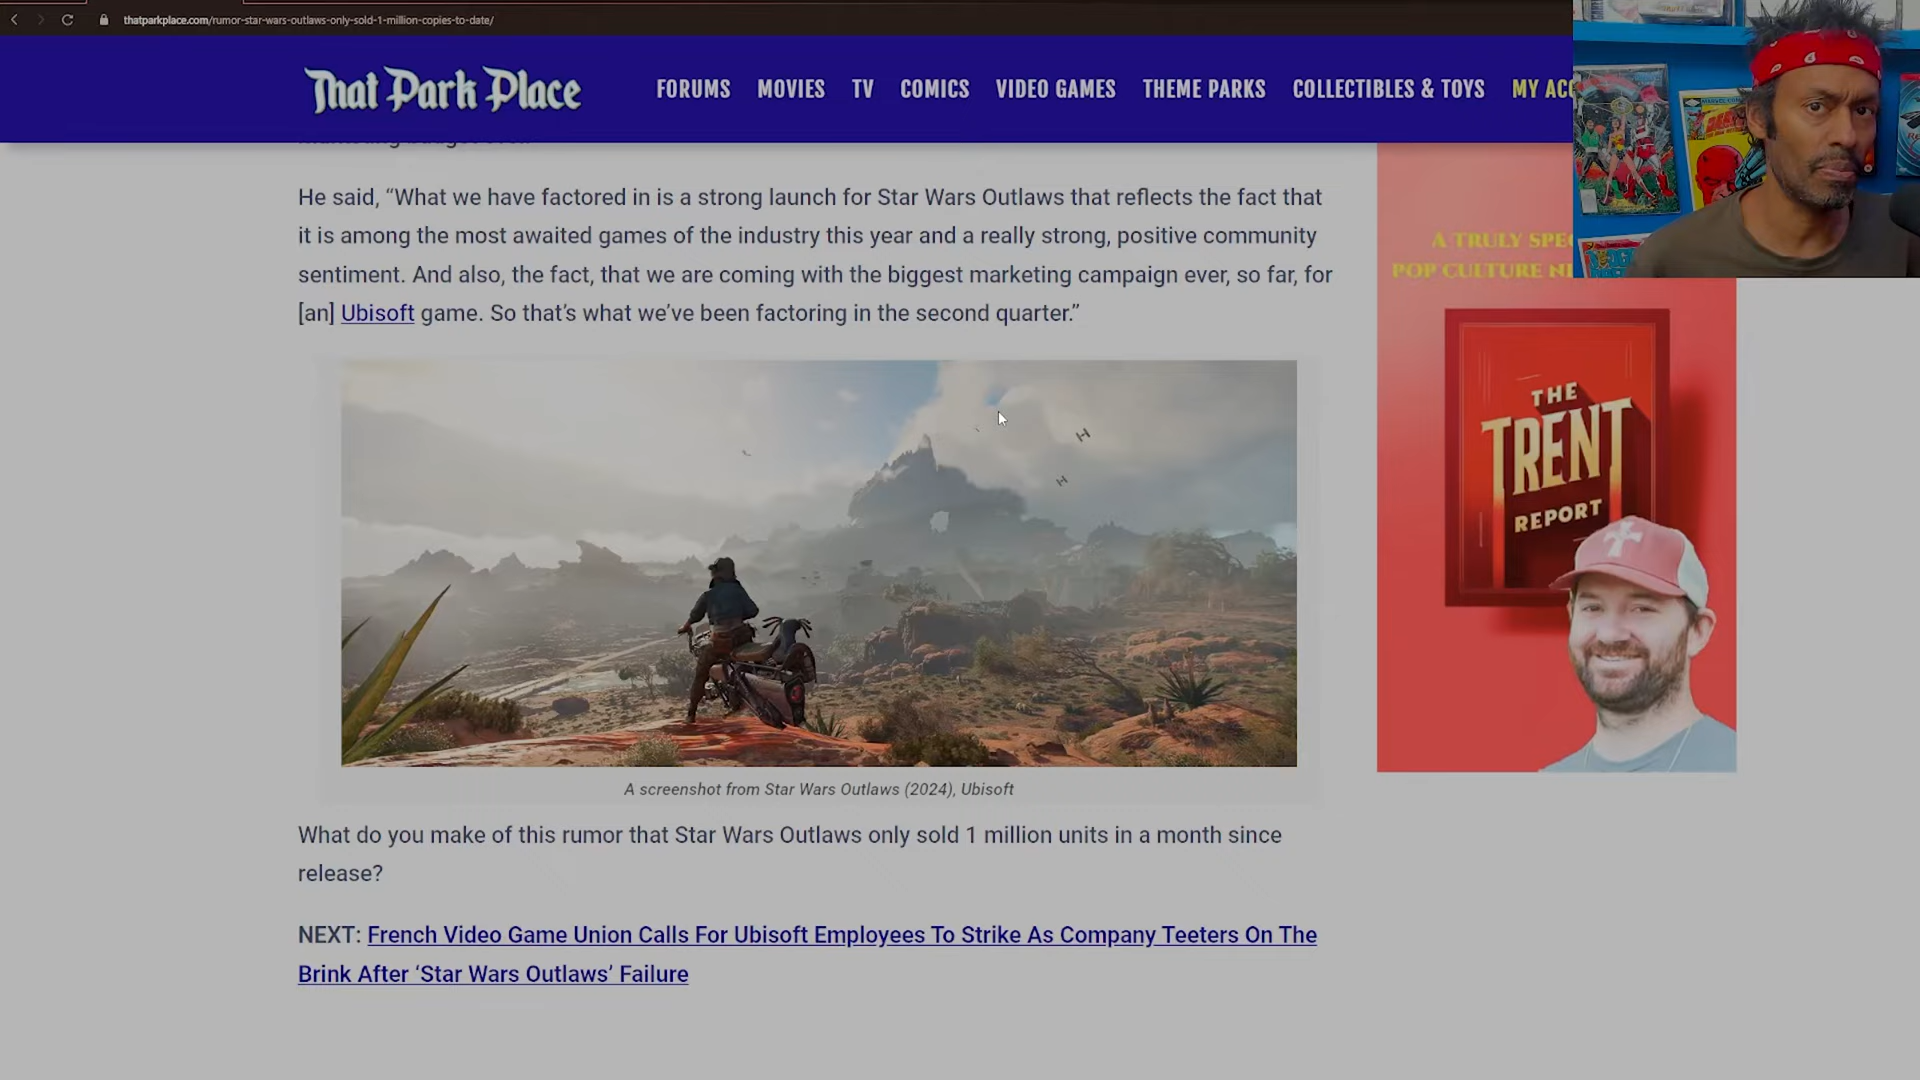 thatparkplace.com/rumor-star-wars-outlaws-only-sold-1-million-copies-to-date/
That Park Place
FORUMS MOVIES TV COMICS VIDEO GAMES THEME PARKS COLLECTIBLES & TOYS MY ACC
He said, “What we have factored in is a strong launch for Star Wars Outlaws that reflects the fact that
it is among the most awaited games of the industry this year and a really strong, positive community
sentiment. And also, the fact, that we are coming with the biggest marketing campaign ever, so far, for
[an] Ubisoft game. So that’s what we’ve been factoring in the second quarter.”
A TRULY SPEC
POP CULTURE NE
THE
TRENT
REPORT
A screenshot from Star Wars Outlaws (2024), Ubisoft
What do you make of this rumor that Star Wars Outlaws only sold 1 million units in a month since
release?
NEXT: French Video Game Union Calls For Ubisoft Employees To Strike As Company Teeters On The
Brink After ‘Star Wars Outlaws’ Failure